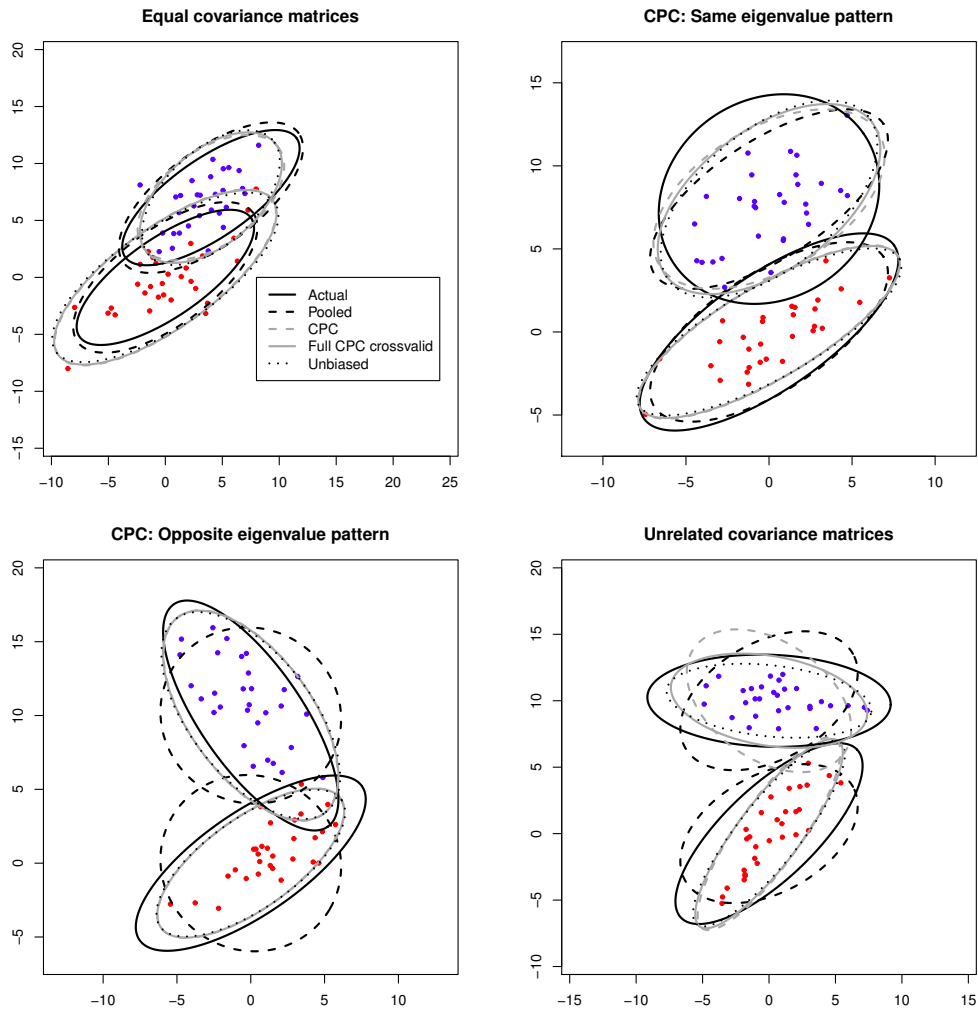 Equal covariance matrices
20
15
10
5
0
−5
−10
−15
−10 −5 0 5 10 15 20 25
Actual
Pooled
CPC
Full CPC crossvalid
Unbiased
CPC: Same eigenvalue pattern
15
10
5
0
−5
−10 −5 0 5 10
CPC: Opposite eigenvalue pattern
20
15
10
5
0
−5
−10 −5 0 5 10
Unrelated covariance matrices
20
15
10
5
0
−5
−10
−15 −10 −5 0 5 10 15